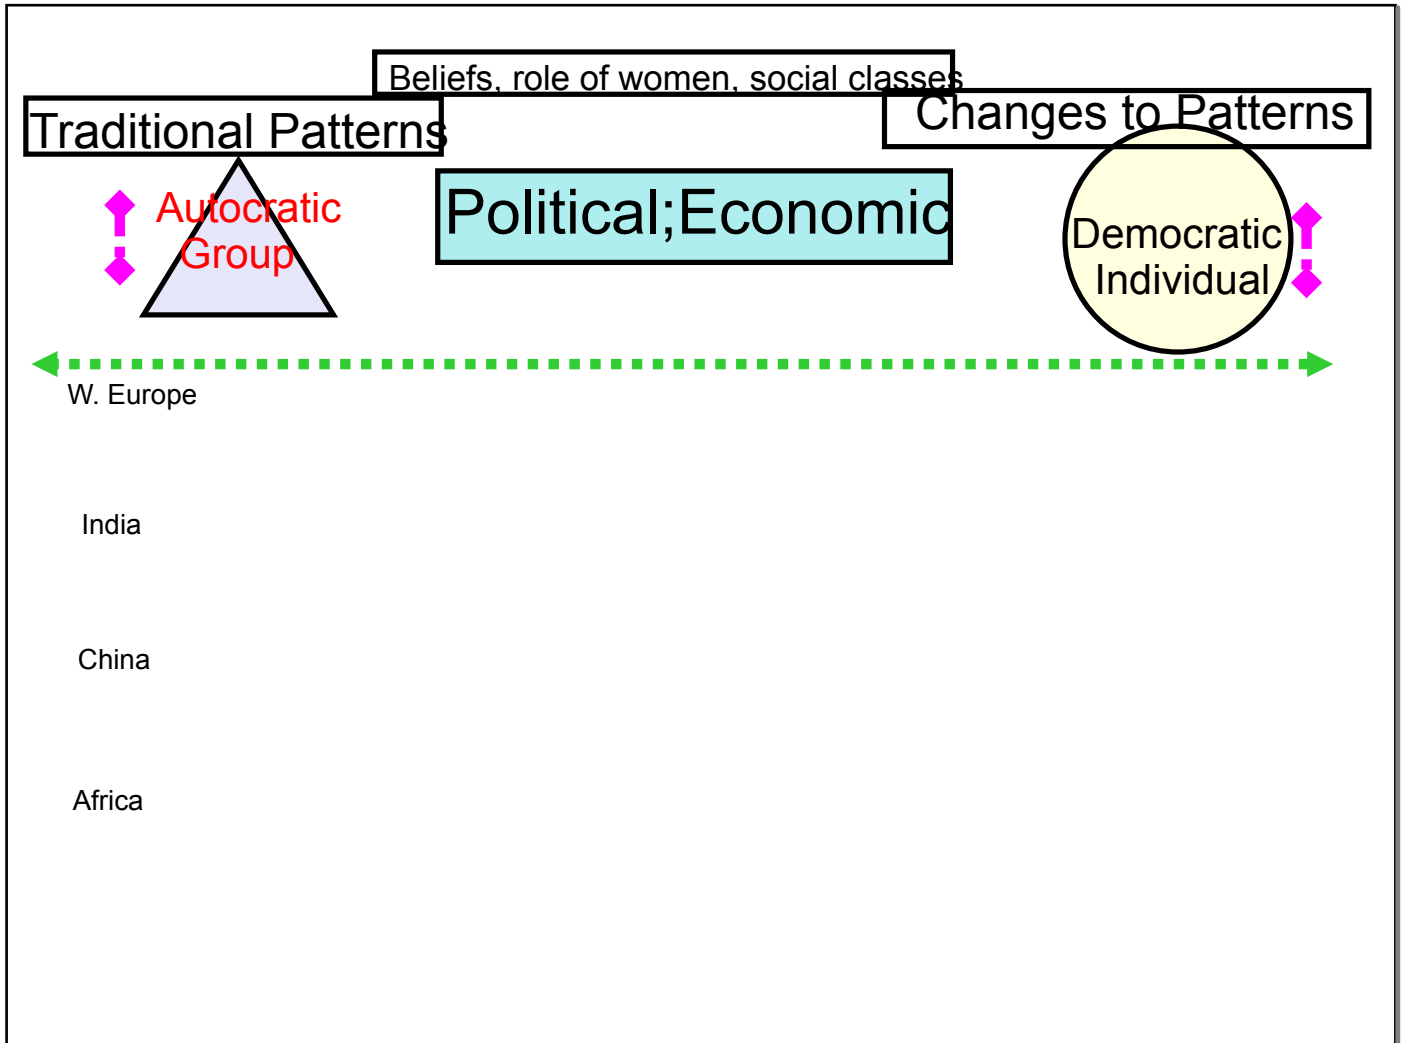 Beliefs, role of women, social classes
Traditional Patterns
Changes to Patterns
Autocratic
Group
Political;Economic
Democratic
Individual
W. Europe
India
China
Africa